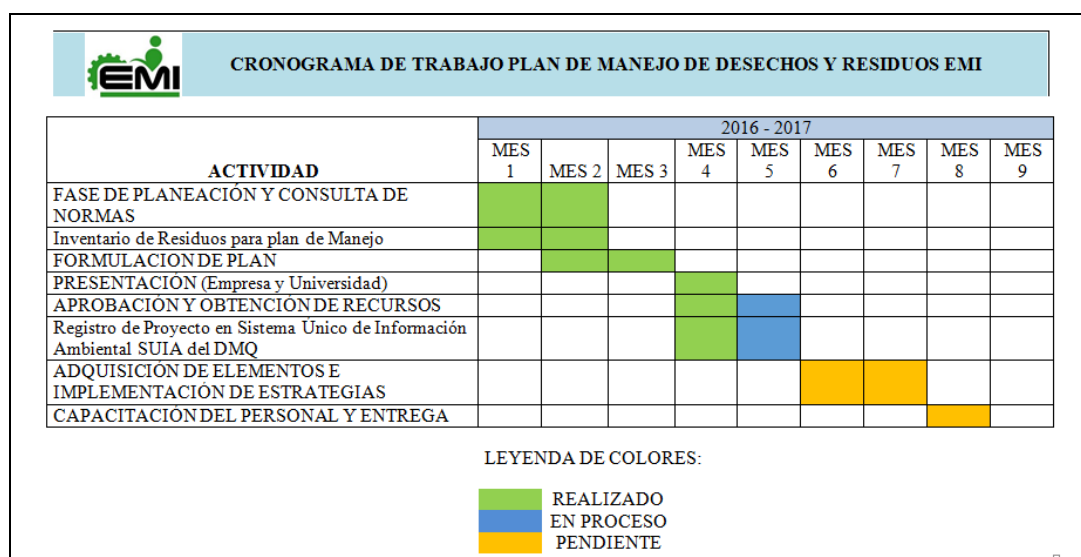 EMI
CRONOGRAMA DE TRABAJO PLAN DE MANEJO DE DESECHOS Y RESIDUOS EMI
2016 - 2017
ACTIVIDAD
MES 1
MES 2
MES 3
MES 4
MES 5
MES 6
MES 7
MES 8
MES 9
FASE DE PLANEACIÓN Y CONSULTA DE
NORMAS
Inventario de Residuos para plan de Manejo
FORMULACION DE PLAN
PRESENTACIÓN (Empresa y Universidad)
APROBACIÓN Y OBTENCIÓN DE RECURSOS
Registro de Proyecto en Sistema Único de Información
Ambiental SUIA del DMQ
ADQUISICIÓN DE ELEMENTOS E
IMPLEMENTACIÓN DE ESTRATEGIAS
CAPACITACIÓN DEL PERSONAL Y ENTREGA
LEYENDA DE COLORES:
REALIZADO
EN PROCESO
PENDIENTE